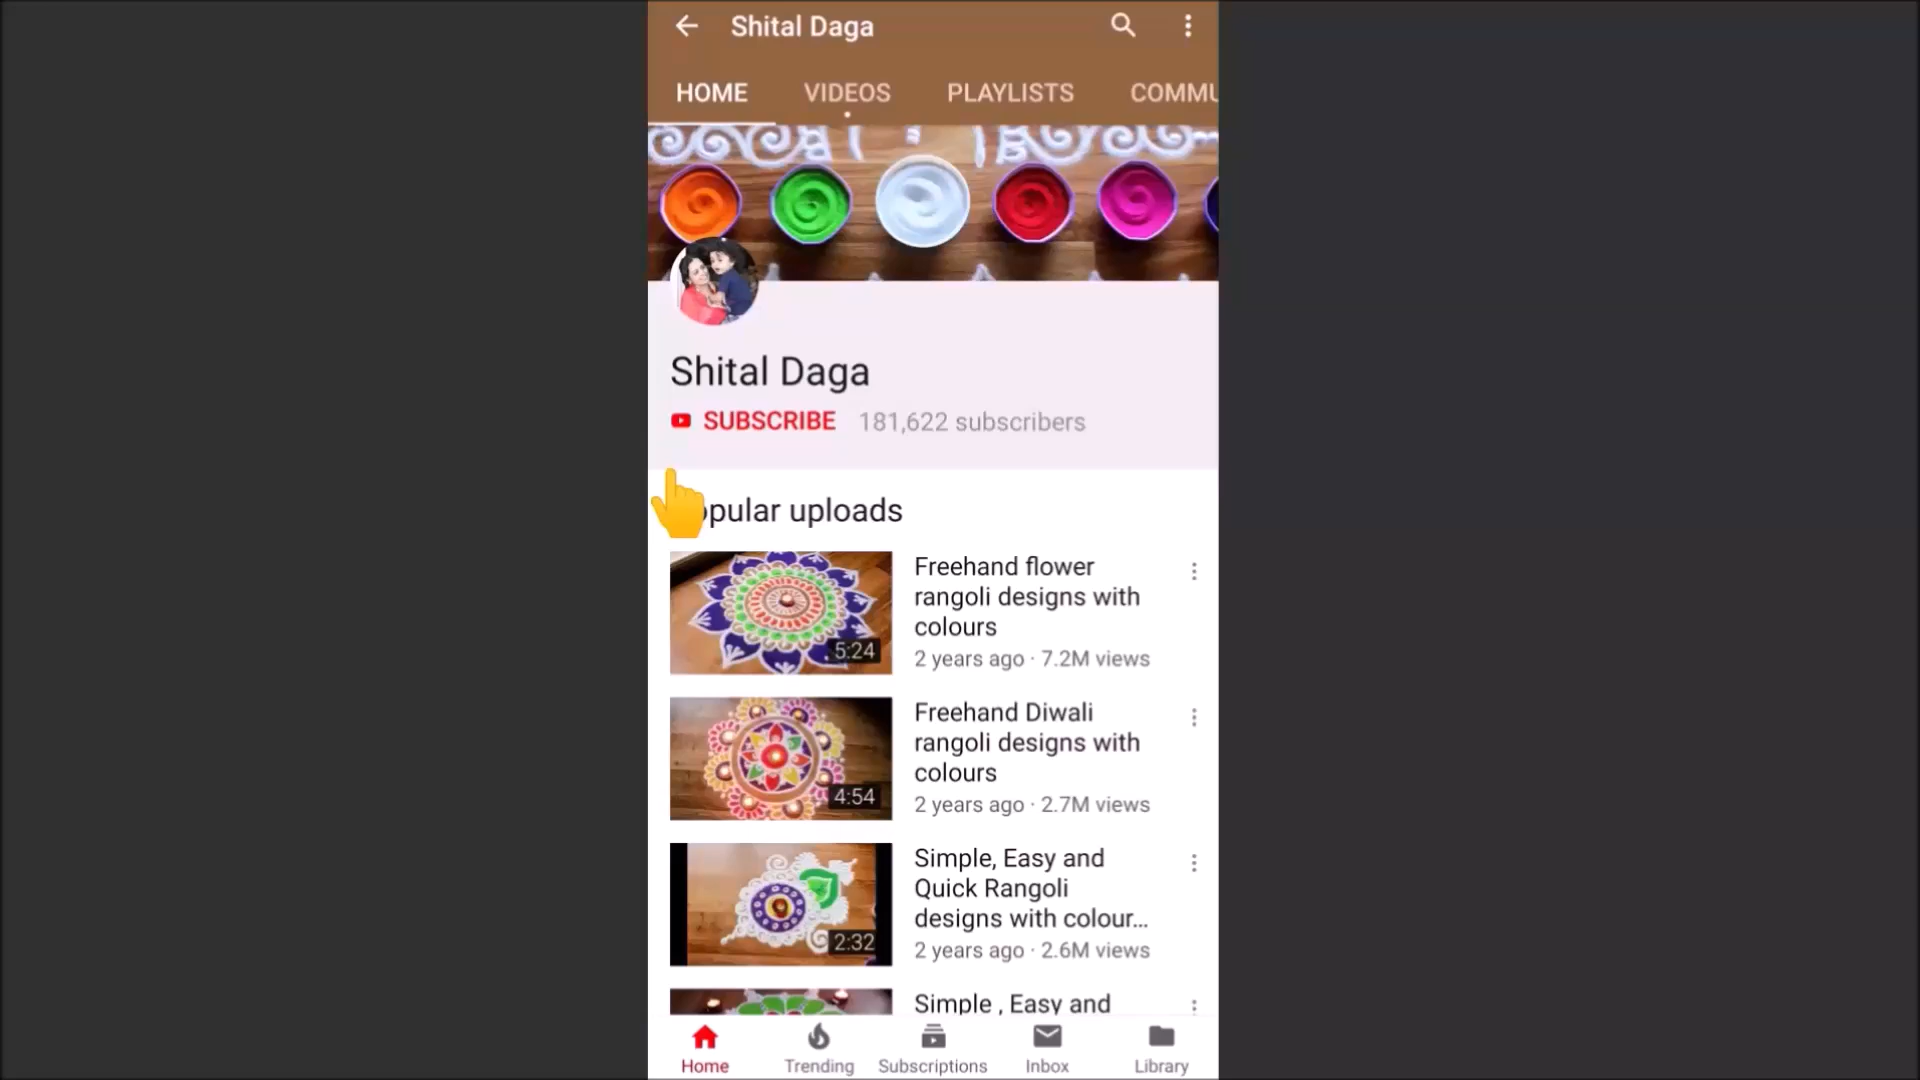 Shital Daga
HOME VIDEOS PLAYLISTS COMMU
Shital Daga
SUBSCRIBE 181,622 subscribers
opular uploads
Freehand flower
rangoli designs with
colours
2 years ago · 7.2M views
5:24
Freehand Diwali
rangoli designs with
colours
2 years ago · 2.7M views
4:54
Simple, Easy and
Quick Rangoli
designs with colour...
2 years ago · 2.6M views
2:32
Simple , Easy and
Home Trending Subscriptions Inbox Library